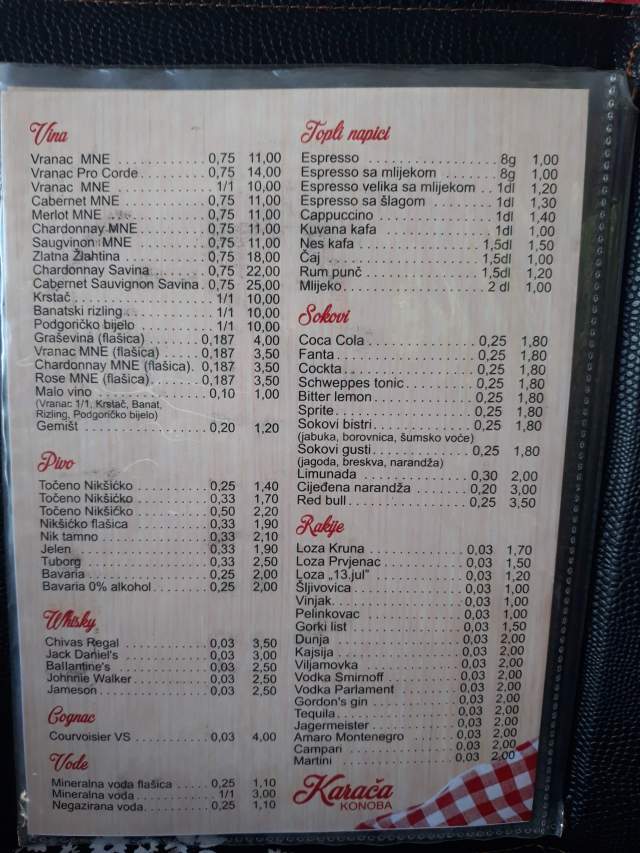 Vina
Vranac MNE 0,75 11,00
Vranac Pro Corde 0,75 14,00
Vranac MNE 1/1 10,00
Cabernet MNE 0,75 11,00
Merlot MNE 0,75 11,00
Chardonnay MNE 0,75 11,00
Saugvinon MNE 0,75 11,00
Zlatna Žlahtina 0,75 18,00
Chardonnay Savina 0,75 22,00
Cabernet Sauvignon Savina 0,75 25,00
Krstač 1/1 10,00
Banatski rizling 1/1 10,00
Podgoričko bijelo 1/1 10,00
Graševina (flašica) 0,187 4,00
Vranac MNE (flašica) 0,187 3,50
Chardonnay MNE (flašica) 0,187 3,50
Rose MNE (flašica) 0,187 3,50
Malo vino 0,10 1,00
(Vranac 1/1, Krstač, Banat,
Rizling, Podgoričko bijelo)
Gemišt 0,20 1,20
Pivo
Točeno Nikšićko 0,25 1,40
Točeno Nikšićko 0,33 1,70
Točeno Nikšićko 0,50 2,20
Nikšićko flašica 0,33 1,90
Nik tamno 0,33 2,10
Jelen 0,33 1,90
Tuborg 0,33 2,50
Bavaria 0,25 2,00
Bavaria 0% alkohol 0,25 2,00
Whisky
Chivas Regal 0,03 3,50
Jack Daniel's 0,03 3,00
Ballantine's 0,03 2,50
Johnnie Walker 0,03 2,50
Jameson 0,03 2,50
Cognac
Courvoisier VS 0,03 4,00
Vode
Mineralna voda flašica 0,25 1,10
Mineralna voda 1/1 3,00
Negazirana voda 0,25 1,10
Topli napici
Espresso 8g 1,00
Espresso sa mlijekom 8g 1,00
Espresso velika sa mlijekom 1dl 1,20
Espresso sa šlagom 1dl 1,30
Cappuccino 1dl 1,40
Kuvana kafa 1dl 1,00
Nes kafa 1,5dl 1,50
Čaj 1,5dl 1,00
Rum punč 1,5dl 1,20
Mlijeko 2 dl 1,00
Sokovi
Coca Cola 0,25 1,80
Fanta 0,25 1,80
Cockta 0,25 1,80
Schweppes tonic 0,25 1,80
Bitter lemon 0,25 1,80
Sprite 0,25 1,80
Sokovi bistri 0,25 1,80
(jabuka, borovnica, šumsko voće)
Sokovi gusti 0,25 1,80
(jagoda, breskva, narandža)
Limunada 0,30 2,00
Cijeđena narandža 0,20 3,00
Red bull 0,25 3,50
Rakije
Loza Kruna 0,03 1,70
Loza Prvjenac 0,03 1,50
Loza „13.jul” 0,03 1,20
Šljivovica 0,03 1,00
Vinjak 0,03 1,00
Pelinkovac 0,03 1,00
Gorki list 0,03 1,50
Dunja 0,03 2,00
Kajsija 0,03 2,00
Viljamovka 0,03 2,00
Vodka Smirnoff 0,03 2,00
Vodka Parlament 0,03 2,00
Gordon's gin 0,03 2,00
Tequila 0,03 2,00
Jagermeister 0,03 2,00
Amaro Montenegro 0,03 2,00
Campari 0,03 2,00
Martini 0,03 2,00
Karača
KONOBA